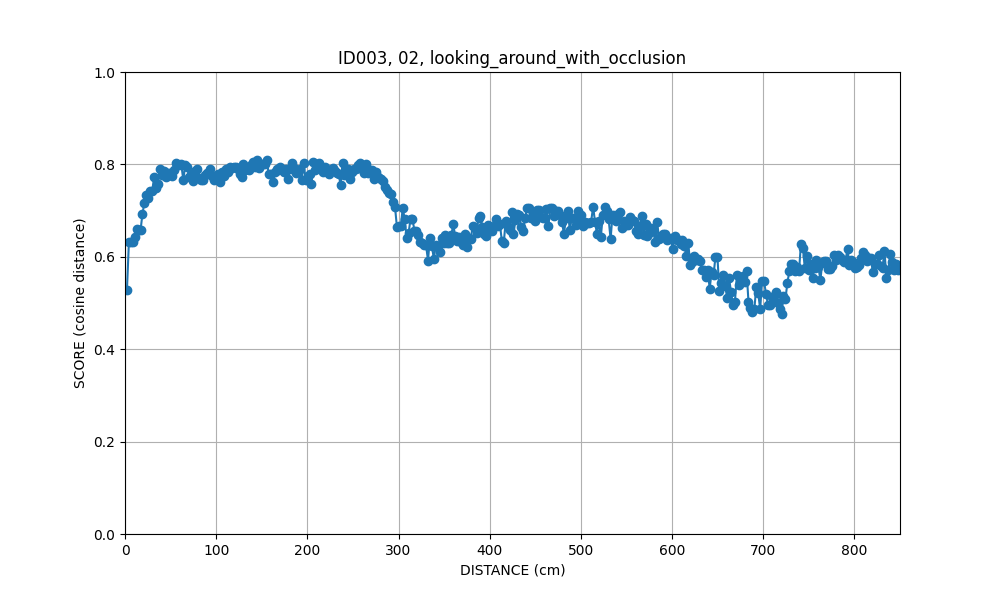 ID003, 02, looking_around_with_occlusion
1.0
0.8
0.6
0.4
0.2
0.0
SCORE (cosine distance)
0 100 200 300 400 500 600 700 800
DISTANCE (cm)